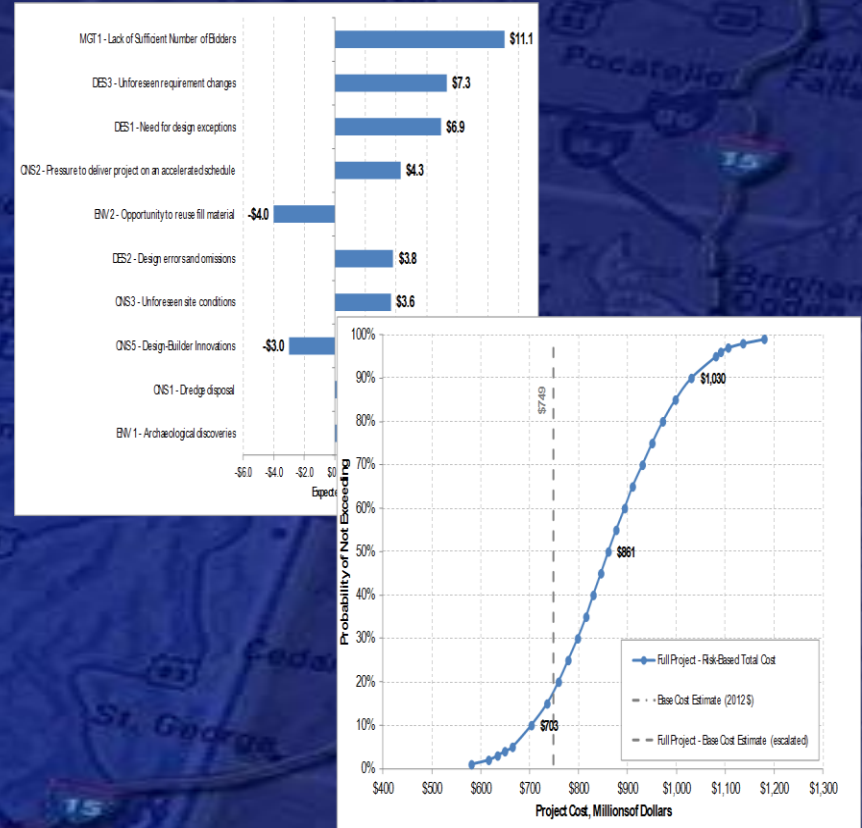 MGT1 - Lack of Sufficient Number of Bidders
$11.1
DES3 - Unforeseen requirement changes
$7.3
DES1 - Need for design exceptions
$6.9
CNS2 - Pressure to deliver project on an accelerated schedule
$4.3
ENV2 - Opportunity to reuse fill material
-$4.0
DES2 - Design errors and omissions
$3.8
CNS3 - Unforeseen site conditions
$3.6
CNS5 - Design-Builder Innovations
-$3.0
CNS1 - Dredge disposal
ENV 1 - Archaeological discoveries
-$6.0 -$4.0 -$2.0
Probability of Not Exceeding
100%
90%
80%
70%
60%
50%
40%
30%
20%
10%
0%
$749
$1,030
$861
$703
Full Project - Risk-Based Total Cost
Base Cost Estimate (2012 $)
Full Project - Base Cost Estimate (escalated)
$400 $500 $600 $700 $800 $900 $1,000 $1,100 $1,200 $1,300
Project Cost, Millions of Dollars
Pocatello
Falls
15
St. George
15